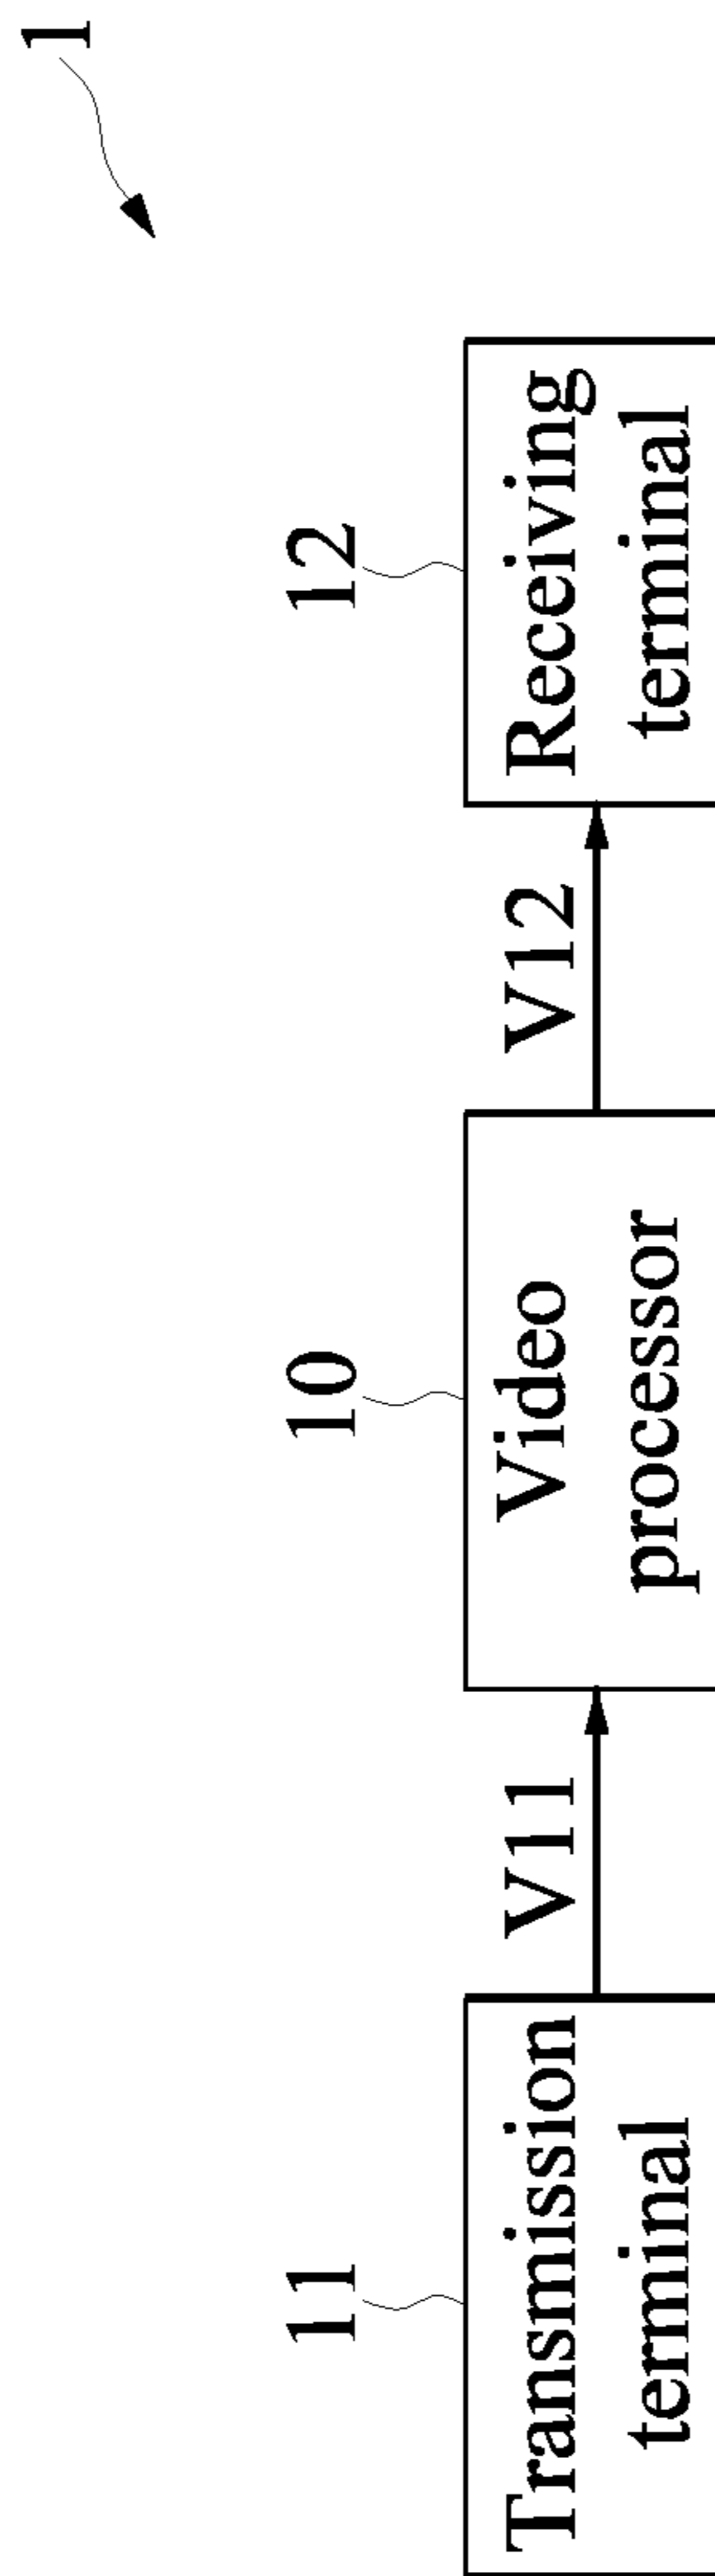 1
11
10
12
Transmission
terminal
V11
Video
processor
V12
Receiving
terminal